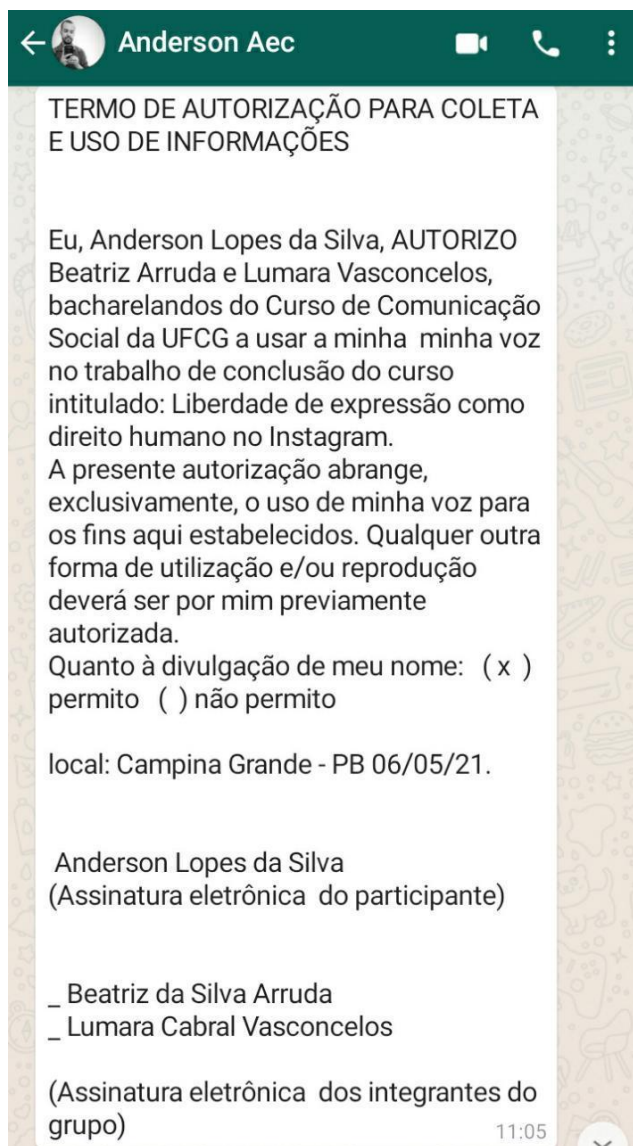 Anderson Aec
TERMO DE AUTORIZAÇÃO PARA COLETA
E USO DE INFORMAÇÕES
Eu, Anderson Lopes da Silva, AUTORIZO
Beatriz Arruda e Lumara Vasconcelos,
bacharelandos do Curso de Comunicação
Social da UFCG a usar a minha  minha voz
no trabalho de conclusão do curso
intitulado: Liberdade de expressão como
direito humano no Instagram.
A presente autorização abrange,
exclusivamente, o uso de minha voz para
os fins aqui estabelecidos. Qualquer outra
forma de utilização e/ou reprodução
deverá ser por mim previamente
autorizada.
Quanto à divulgação de meu nome:   ( x )
permito   ( ) não permito
local: Campina Grande - PB 06/05/21.
Anderson Lopes da Silva
(Assinatura eletrônica  do participante)
_ Beatriz da Silva Arruda
_ Lumara Cabral Vasconcelos
(Assinatura eletrônica  dos integrantes do
grupo) 11:05